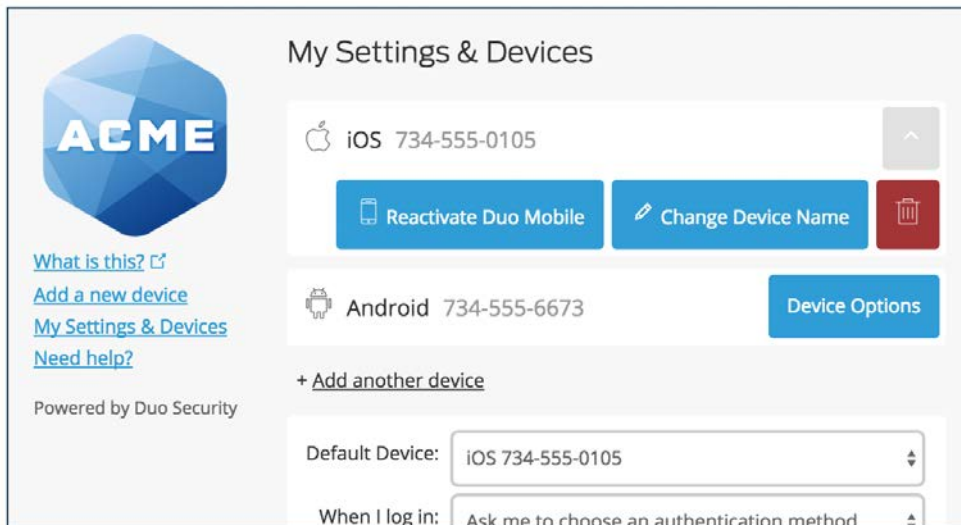 My Settings & Devices
ACME
iOS 734-555-0105
Reactivate Duo Mobile
Change Device Name
What is this?
Add a new device
My Settings & Devices
Need help?
Powered by Duo Security
Android 734-555-6673
Device Options
+ Add another device
Default Device:
iOS 734-555-0105
When I log in:
Ask me to choose an authentication method